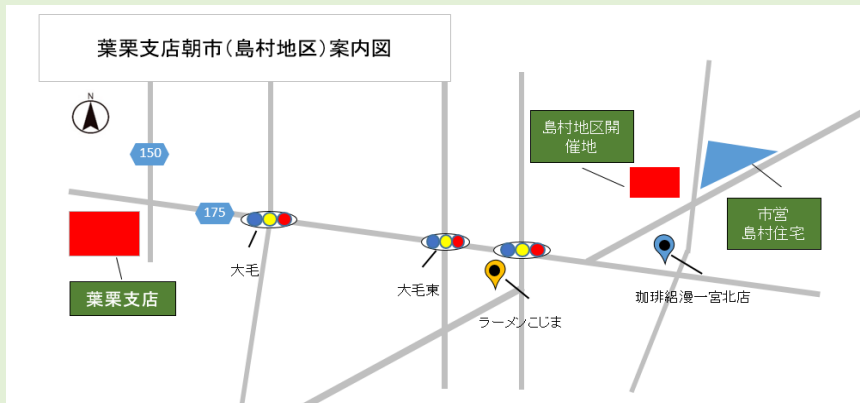 葉栗支店朝市（島村地区）案内図
N
150
175
島村地区開
催地
市営
島村住宅
大毛
大毛東
葉栗支店
ラーメンこじま
珈琲絽漫一宮北店